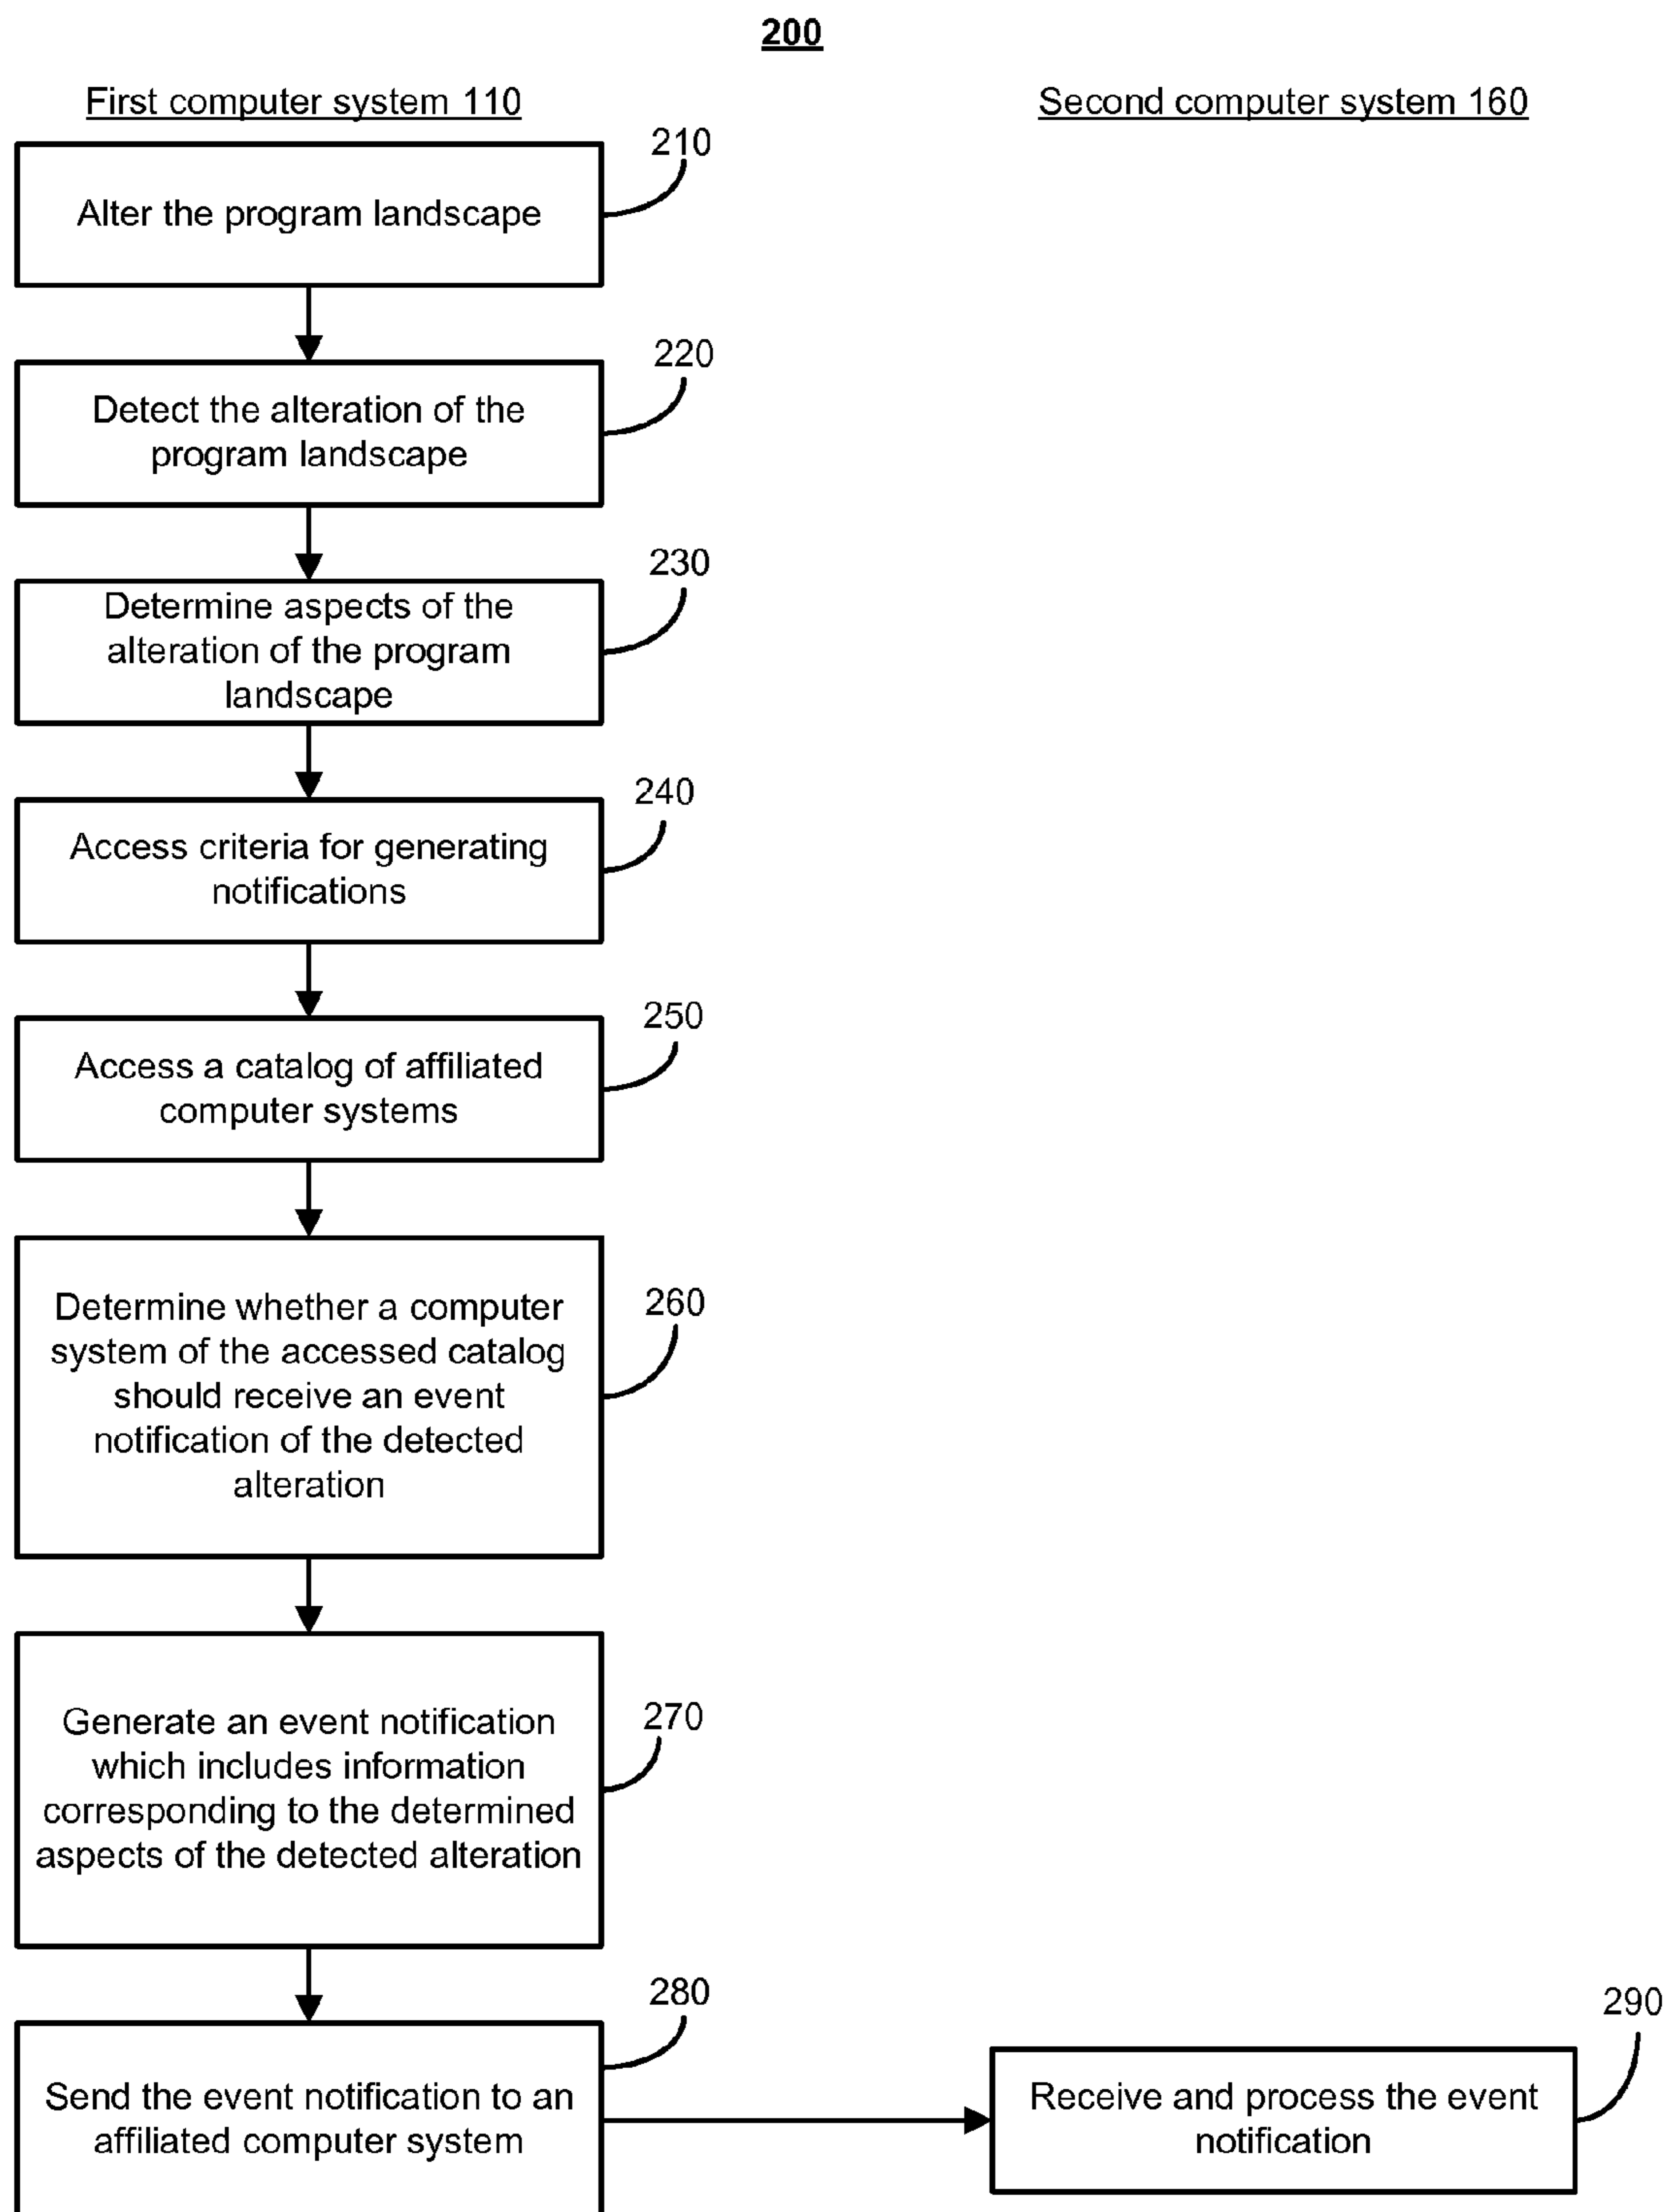 200
First computer system 110
Second computer system 160
210
Alter the program landscape
220
Detect the alteration of the
program landscape
230
Determine aspects of the
alteration of the program
landscape
240
Access criteria for generating
notifications
250
Access a catalog of affiliated
computer systems
260
Determine whether a computer
system of the accessed catalog
should receive an event
notification of the detected
alteration
270
Generate an event notification
which includes information
corresponding to the determined
aspects of the detected alteration
280
Send the event notification to an
affiliated computer system
290
Receive and process the event
notification